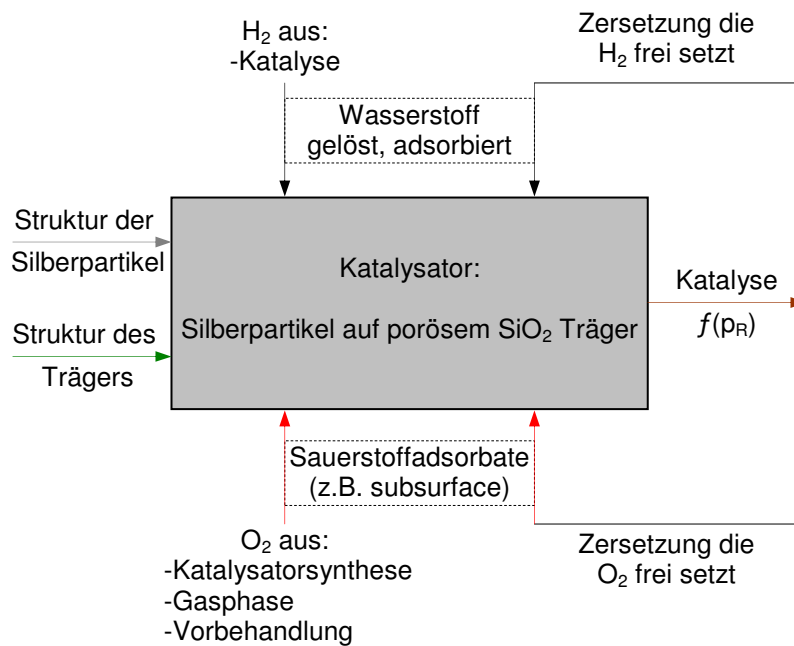 H₂ aus:
-Katalyse
Zersetzung die
H₂ frei setzt
Wasserstoff
gelöst, adsorbiert
Struktur der
Silberpartikel
Struktur des
Trägers
Katalysator:
Silberpartikel auf porösem SiO₂ Träger
Katalyse
f(pR)
Sauerstoffadsorbate
(z.B. subsurface)
O₂ aus:
-Katalysatorsynthese
-Gasphase
-Vorbehandlung
Zersetzung die
O₂ frei setzt